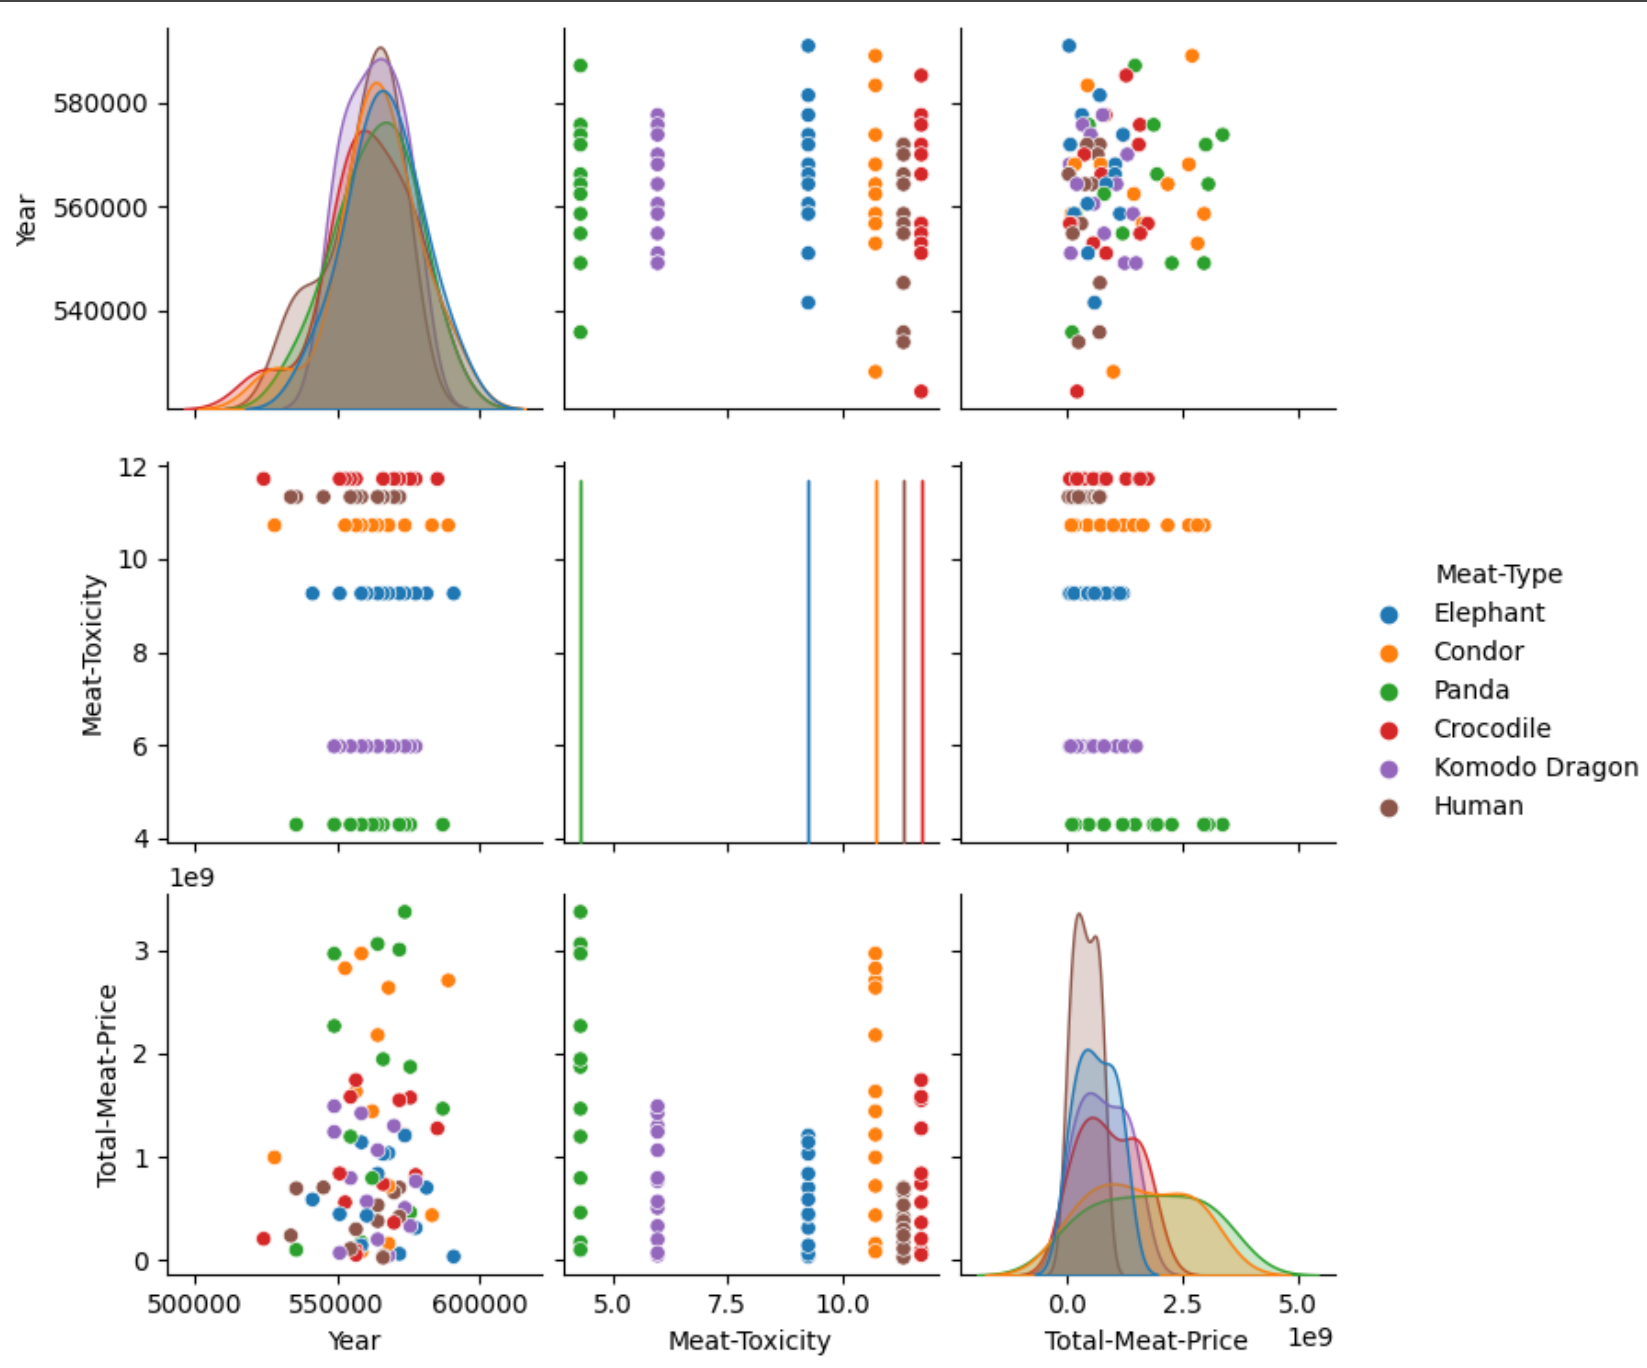 580000
560000
540000
Year
12
10
8
6
4
Meat-Toxicity
Meat-Type
Elephant
Condor
Panda
Crocodile
Komodo Dragon
Human
1e9
3
2
1
0
Total-Meat-Price
500000 550000 600000
Year
5.0 7.5 10.0
Meat-Toxicity
0.0 2.5 5.0
Total-Meat-Price 1e9